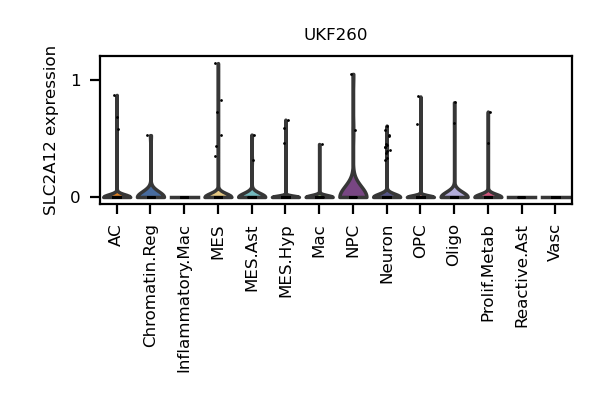 UKF260
SLC2A12 expression
1
0
AC
Chromatin.Reg
Inflammatory.Mac
MES
MES.Ast
MES.Hyp
Mac
NPC
Neuron
OPC
Oligo
Prolif.Metab
Reactive.Ast
Vasc